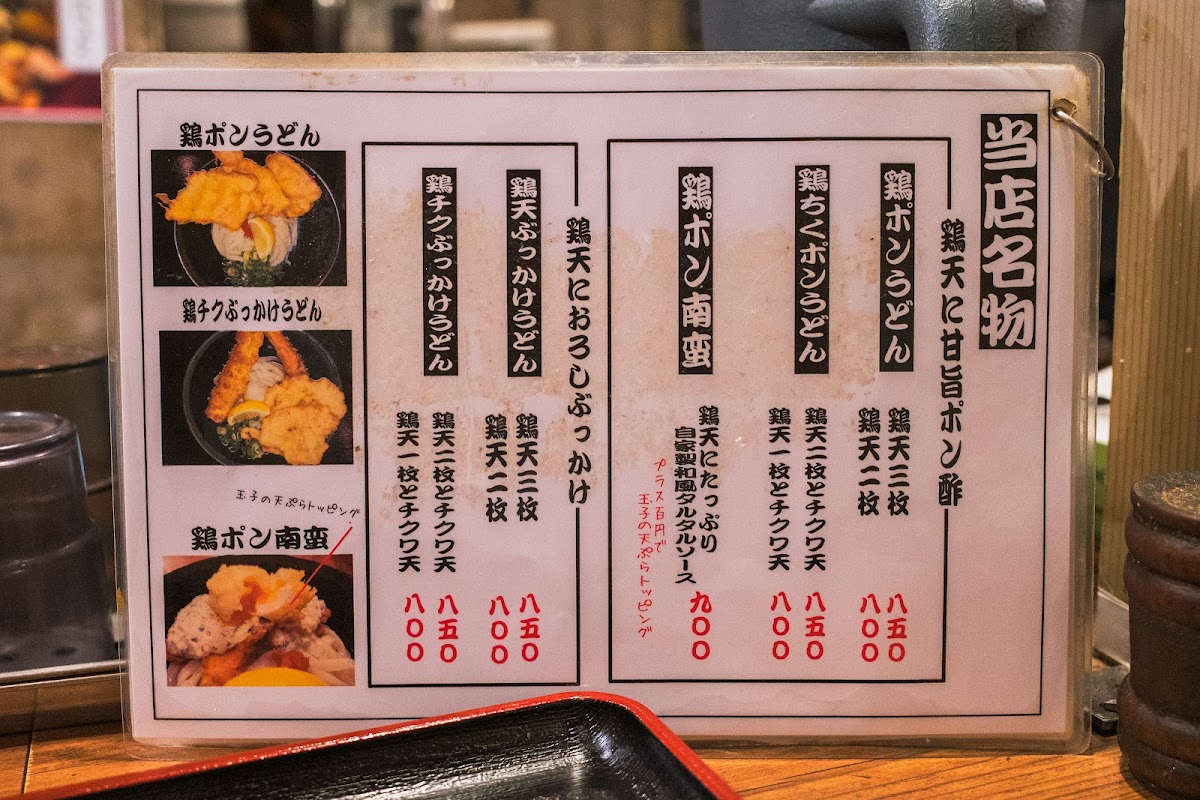 当店名物
鶏天に甘旨ポン酢
鶏ポンうどん
鶏天三枚 八五〇
鶏天二枚 八〇〇
鶏ちくポンうどん
鶏天二枚とチクワ天 八五〇
鶏天一枚とチクワ天 八〇〇
鶏ポン南蛮
鶏天にたっぷり
自家製和風タルタルソース 九〇〇
プラス百円で
玉子の天ぷらトッピング
鶏天におろしぶっかけ
鶏天ぶっかけうどん
鶏天三枚 八五〇
鶏天二枚 八〇〇
鶏チクぶっかけうどん
鶏天二枚とチクワ天 八五〇
鶏天一枚とチクワ天 八〇〇
鶏ポンうどん
鶏チクぶっかけうどん
玉子の天ぷらトッピング
鶏ポン南蛮